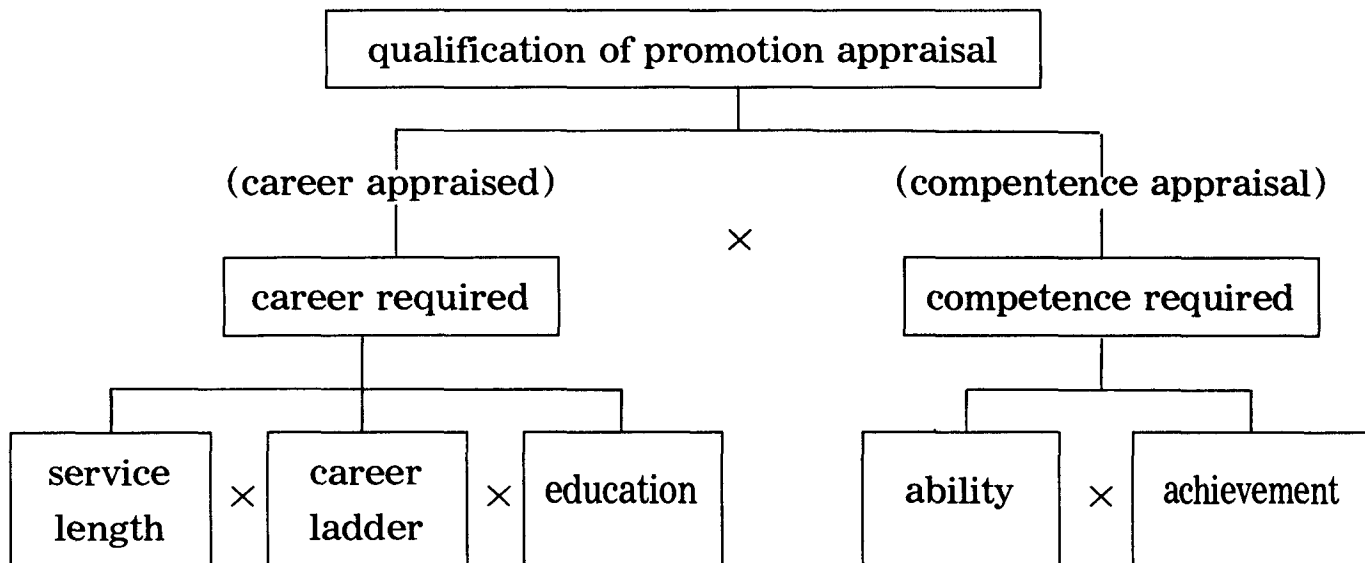 qualification of promotion appraisal
(career appraised)
(compentence appraisal)
×
career required
competence required
service length
×
career ladder
×
education
ability
×
achievement